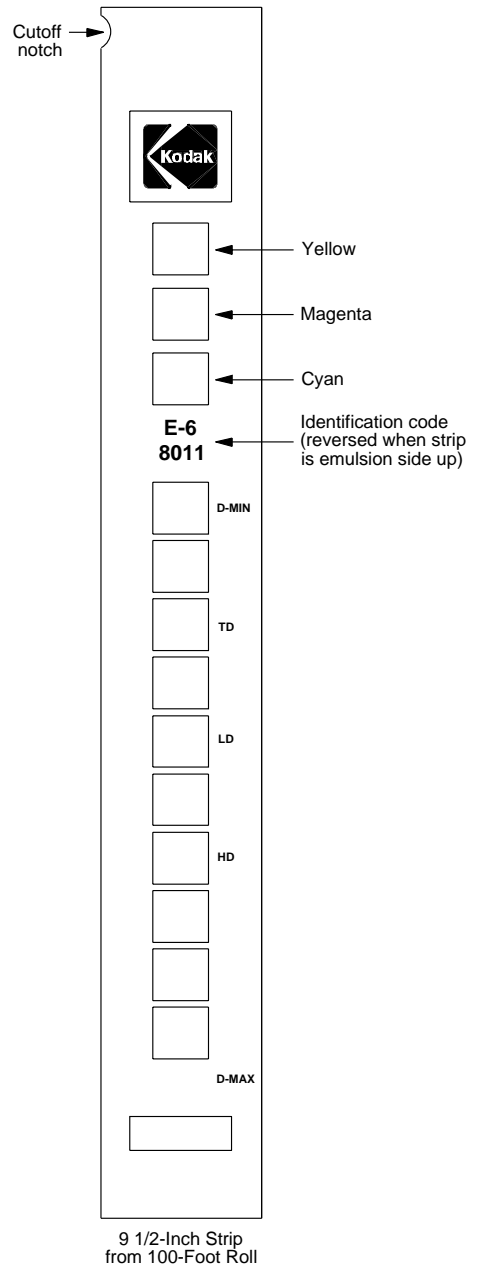 Cutoff
notch
Kodak
Yellow
Magenta
Cyan
E-6
8011
Identification code
(reversed when strip
is emulsion side up)
D-MIN
TD
LD
HD
D-MAX
9 1/2-Inch Strip
from 100-Foot Roll